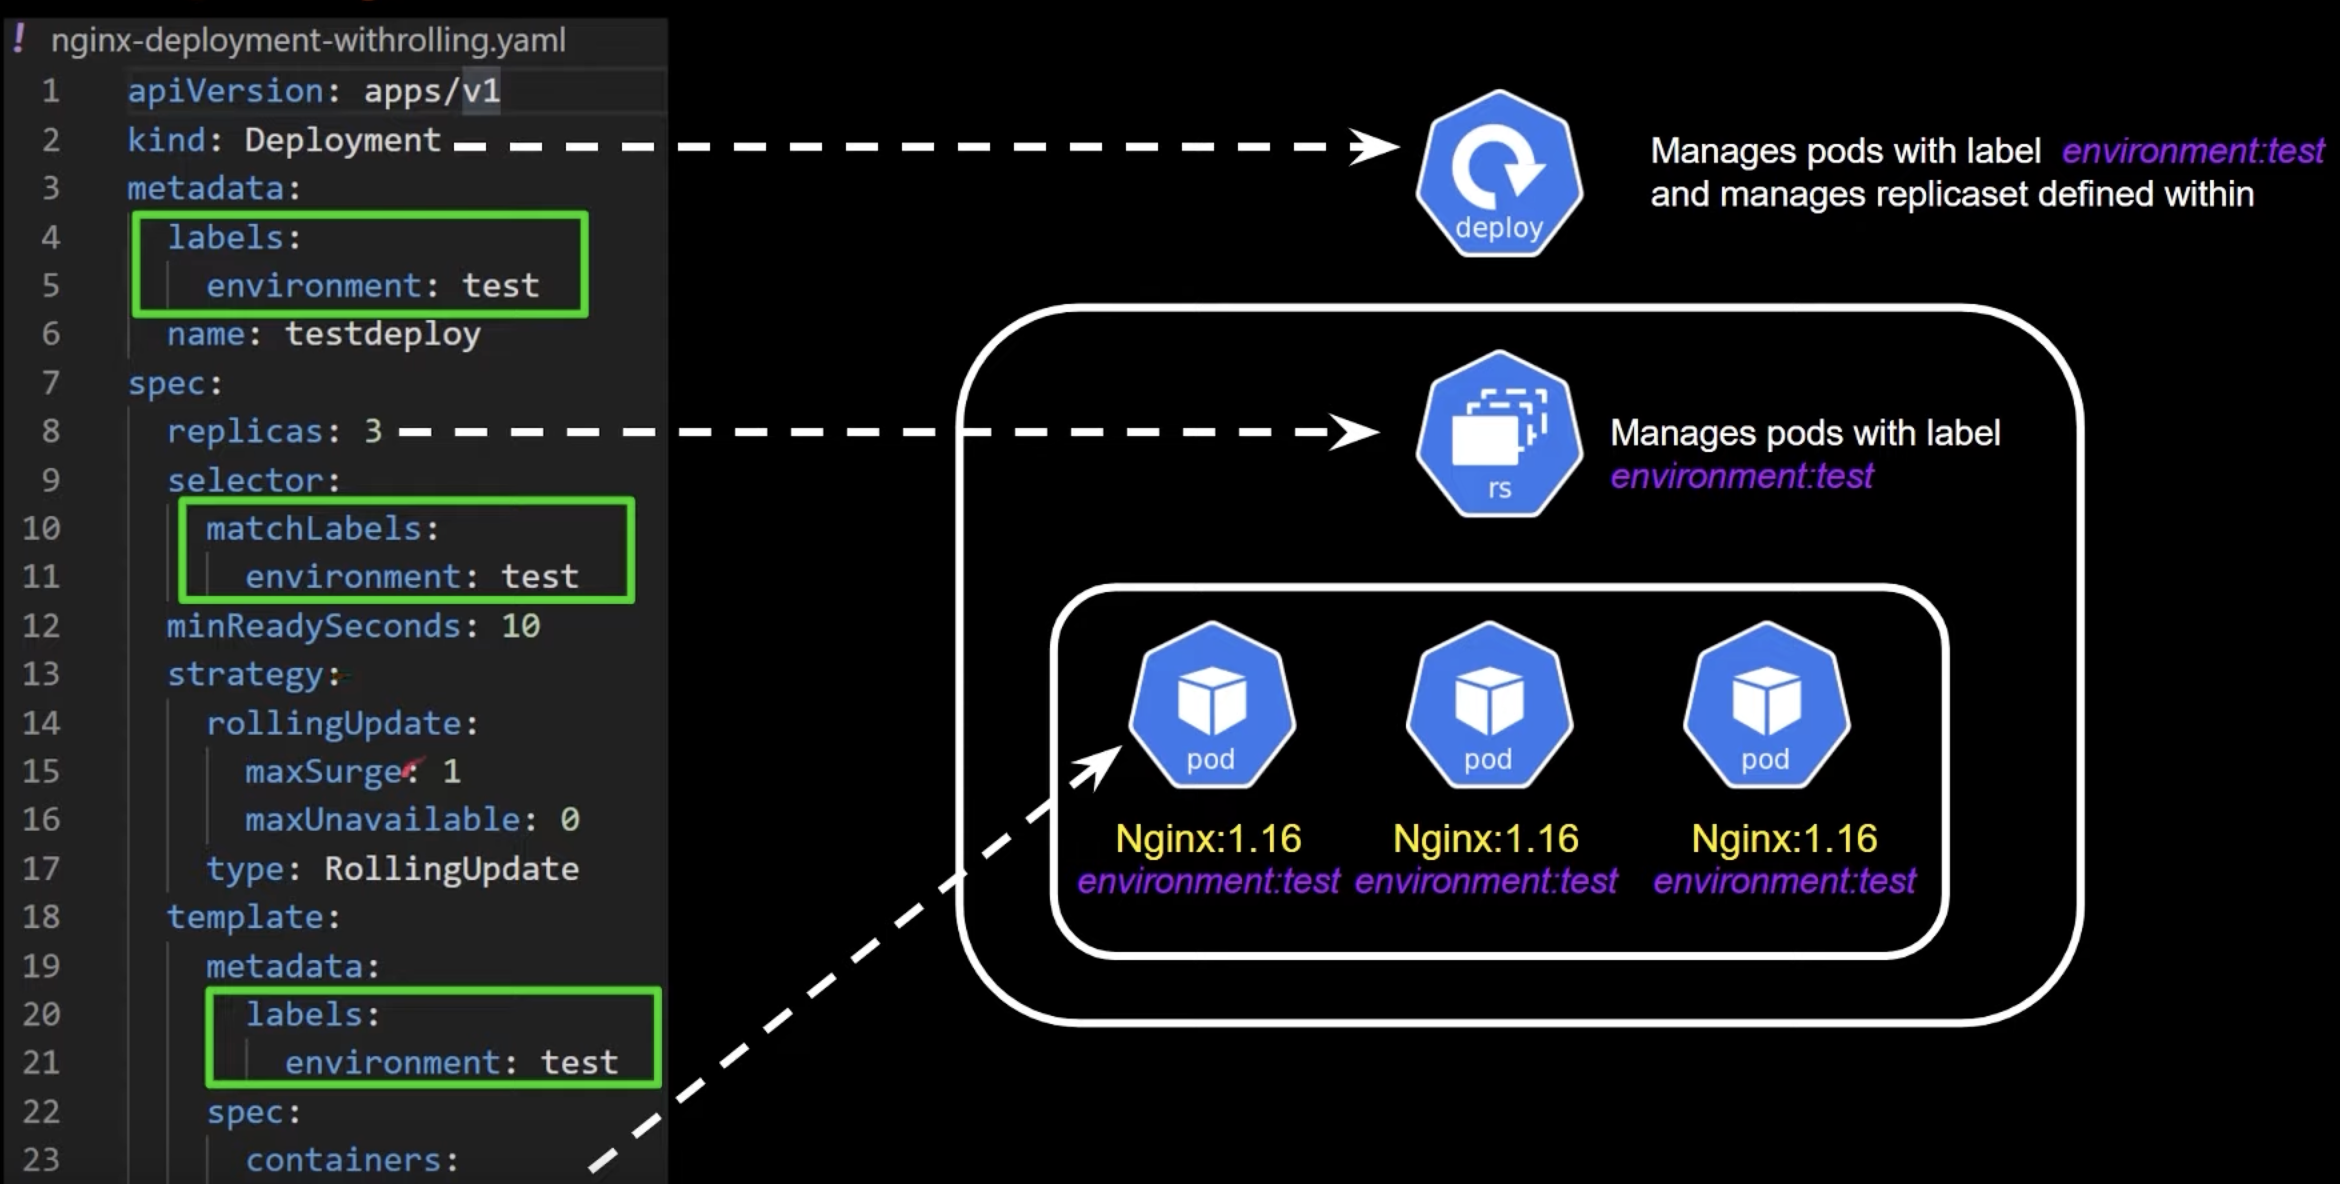 ! nginx-deployment-withrolling.yaml
1 apiVersion: apps/v1
2 kind: Deployment
3 metadata:
4 labels:
5 environment: test
6 name: testdeploy
7 spec:
8 replicas: 3
9 selector:
10 matchLabels:
11 environment: test
12 minReadySeconds: 10
13 strategy:
14 rollingUpdate:
15 maxSurge: 1
16 maxUnavailable: 0
17 type: RollingUpdate
18 template:
19 metadata:
20 labels:
21 environment: test
22 spec:
23 containers:
deploy
Manages pods with label environment:test
and manages replicaset defined within
rs
Manages pods with label
environment:test
pod pod pod
Nginx:1.16 Nginx:1.16 Nginx:1.16
environment:test environment:test environment:test